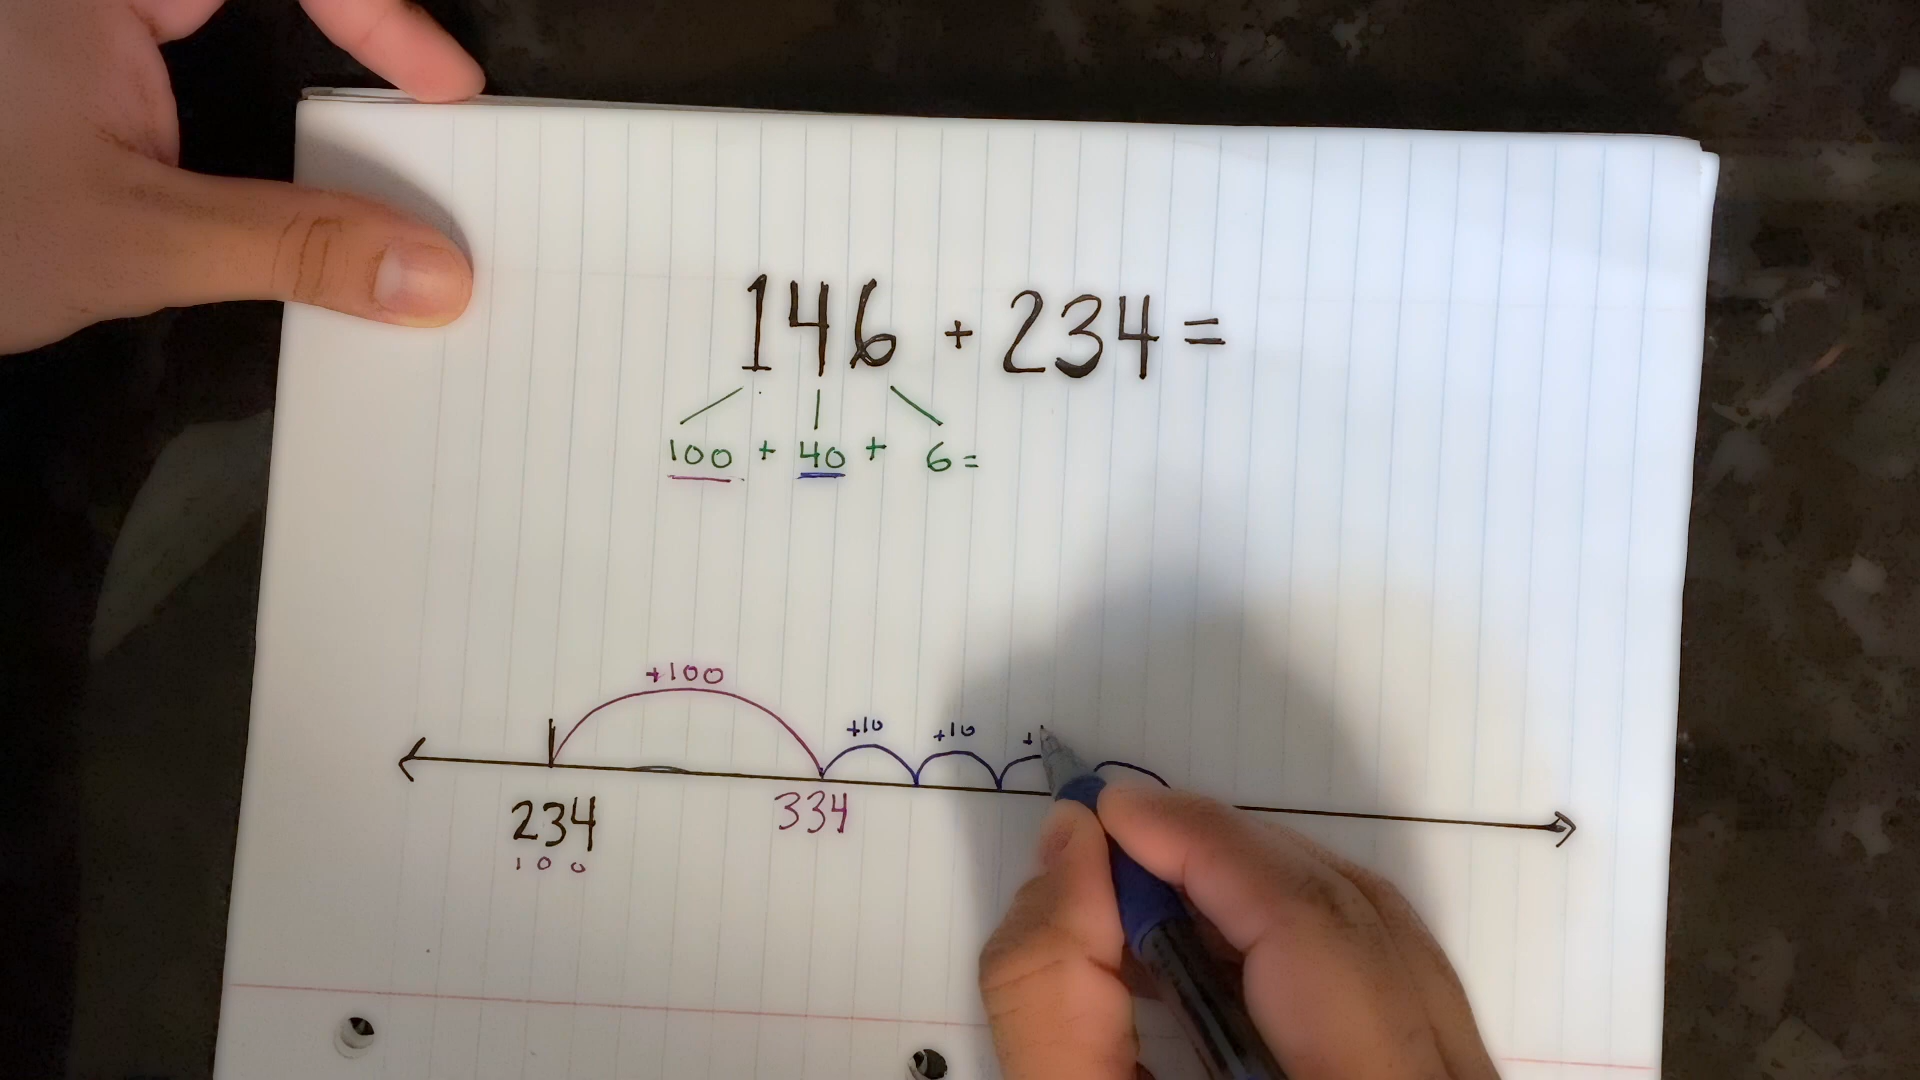 146 + 234 =
100 + 40 + 6 =
+100
+10 +10 +
234 334
100